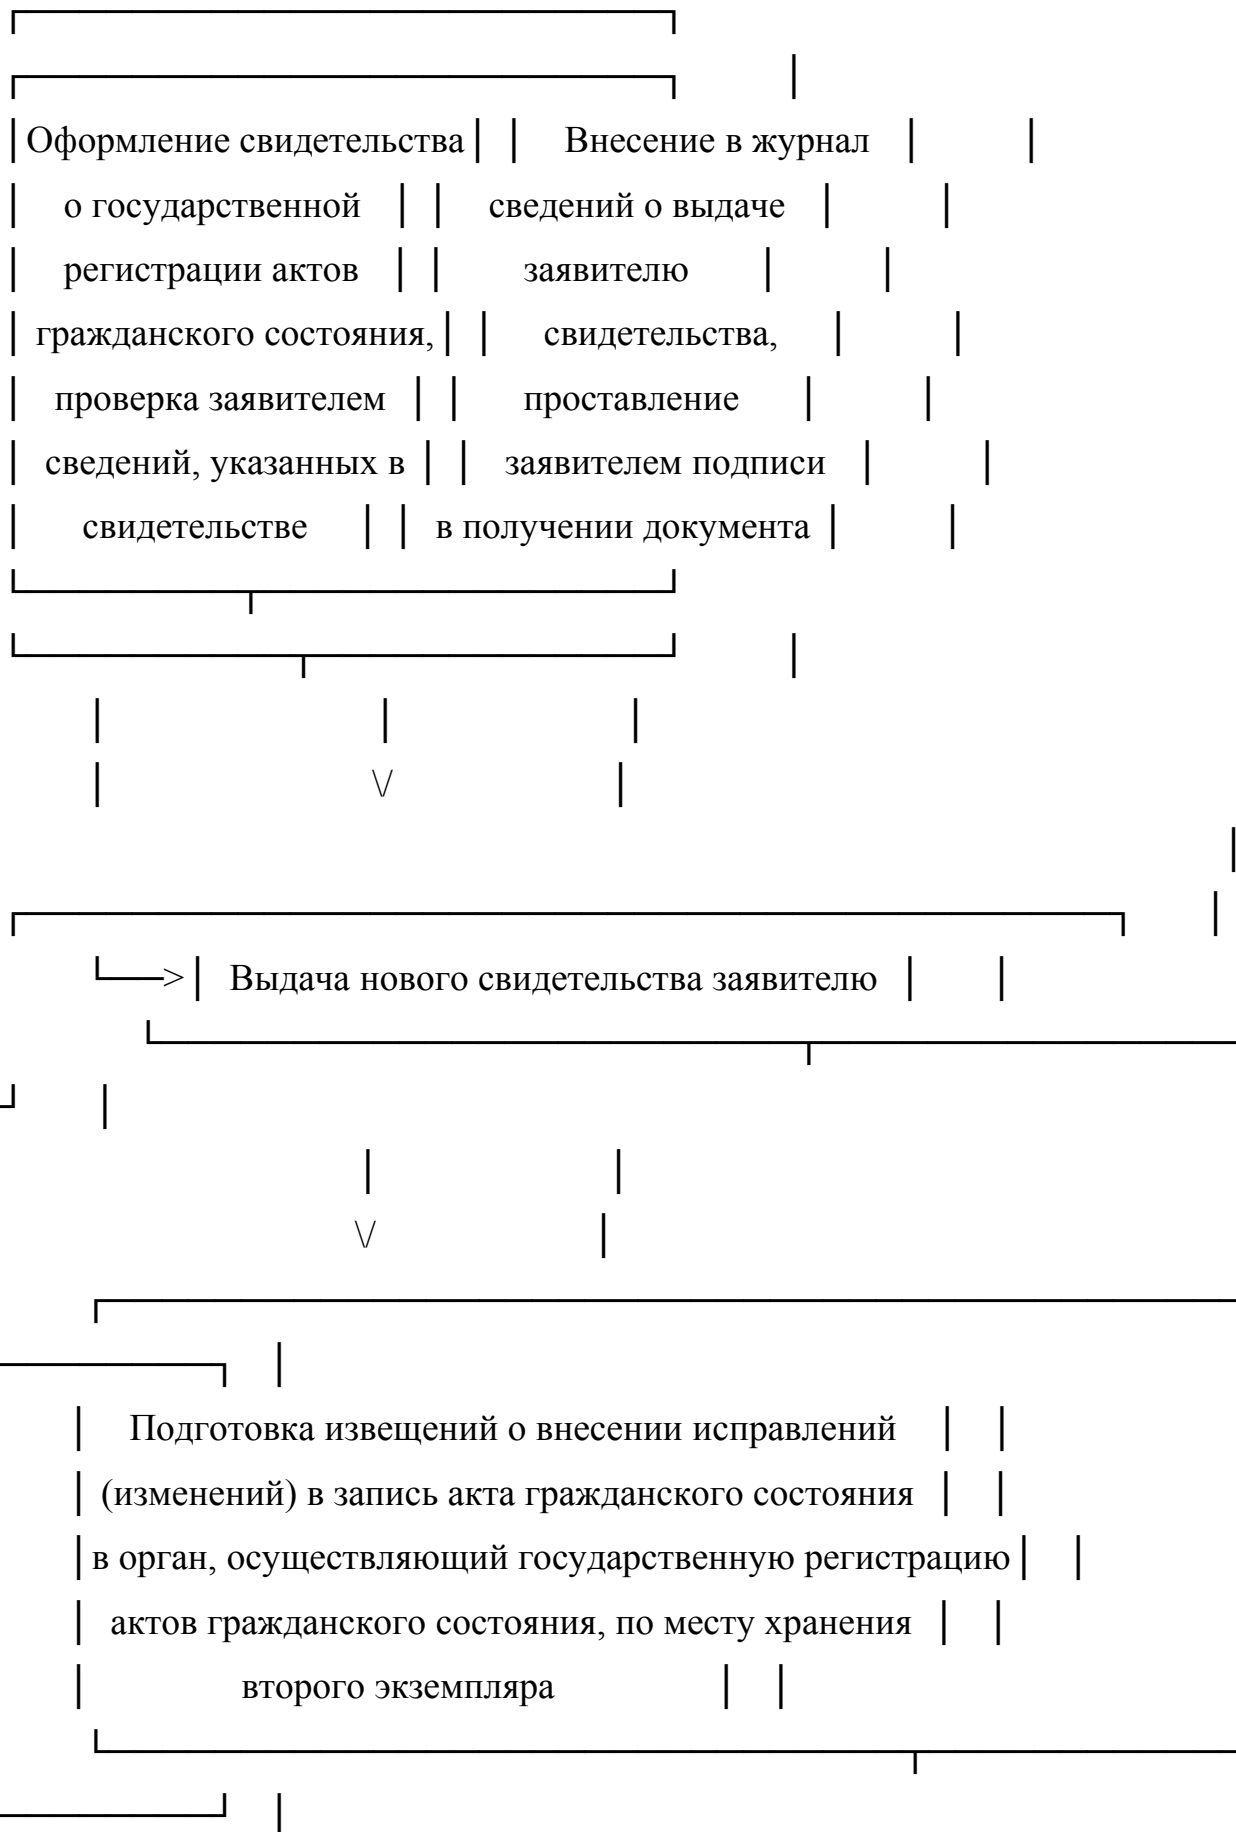 Оформление свидетельства Внесение в журнал
о государственной сведений о выдаче
регистрации актов заявителю
гражданского состояния, свидетельства,
проверка заявителем проставление
сведений, указанных в заявителем подписи
свидетельстве в получении документа
\/
> Выдача нового свидетельства заявителю
\/
Подготовка извещений о внесении исправлений
(изменений) в запись акта гражданского состояния
в орган, осуществляющий государственную регистрацию
актов гражданского состояния, по месту хранения
второго экземпляра